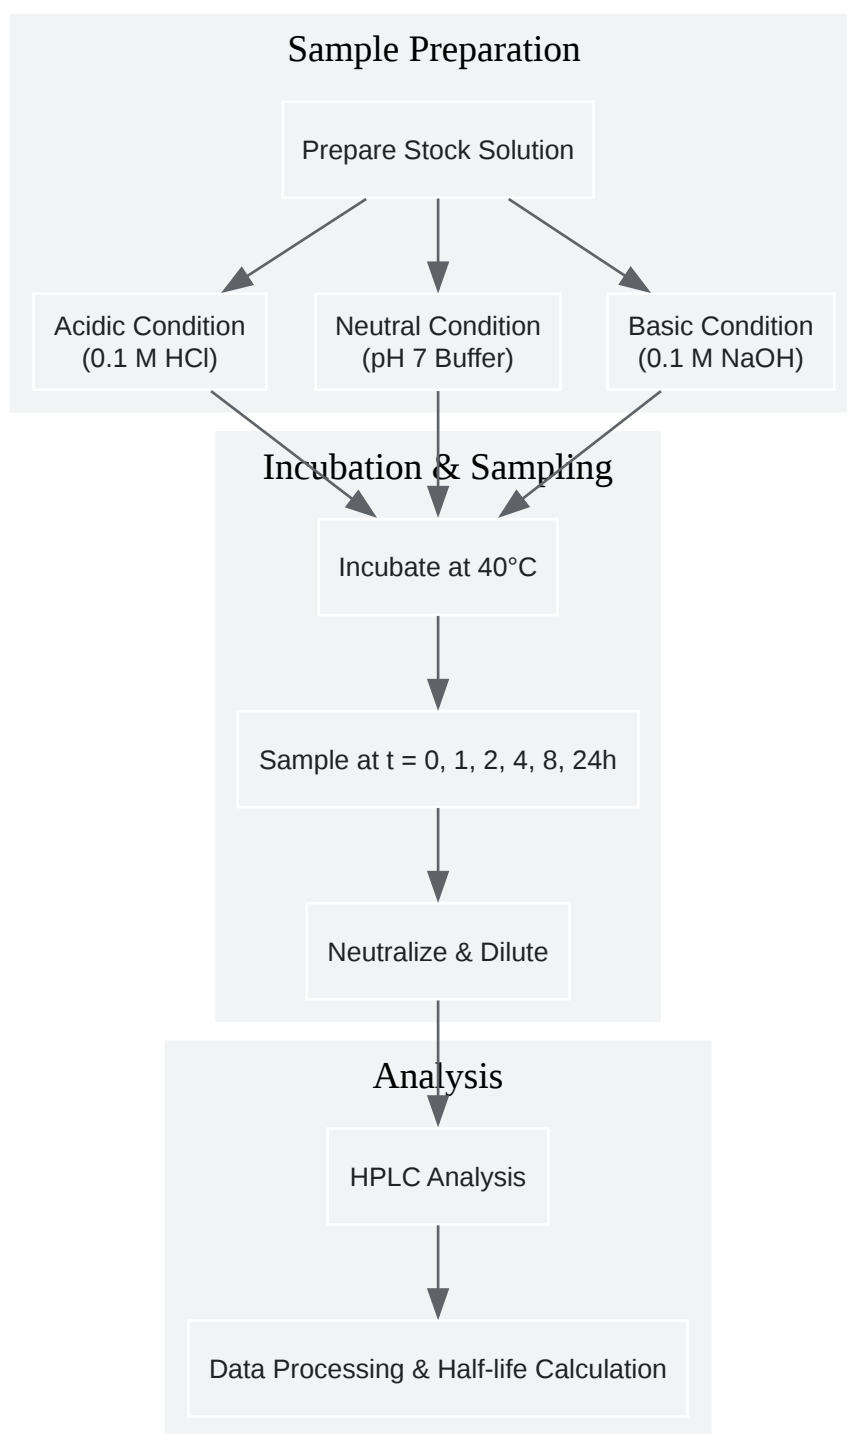 Sample Preparation
Prepare Stock Solution
Acidic Condition
(0.1 M HCl)
Neutral Condition
(pH 7 Buffer)
Basic Condition
(0.1 M NaOH)
Incubation & Sampling
Incubate at 40°C
Sample at t = 0, 1, 2, 4, 8, 24h
Neutralize & Dilute
Analysis
HPLC Analysis
Data Processing & Half-life Calculation